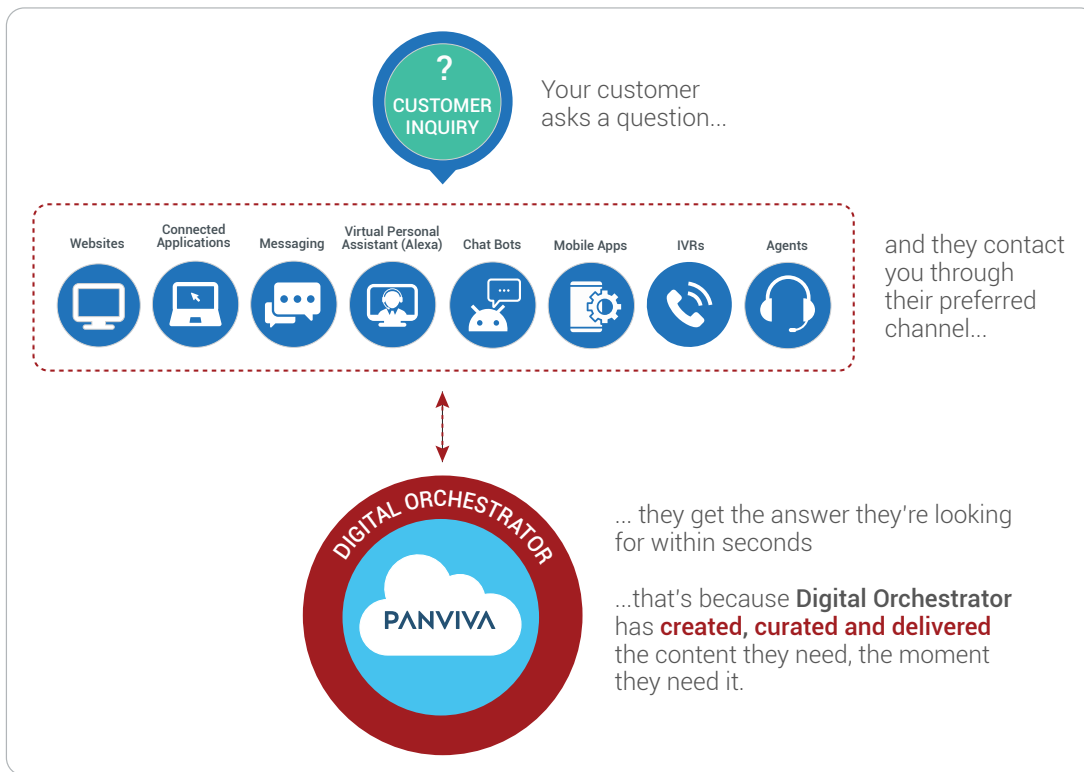 ?
CUSTOMER
INQUIRY
Your customer
asks a question...
Websites
Connected
Applications
Messaging
Virtual Personal
Assistant (Alexa)
Chat Bots
Mobile Apps
IVRs
Agents
and they contact
you through
their preferred
channel...
DIGITAL ORCHESTRATOR
PANVIVA
... they get the answer they're looking
for within seconds
...that's because Digital Orchestrator
has created, curated and delivered
the content they need, the moment
they need it.